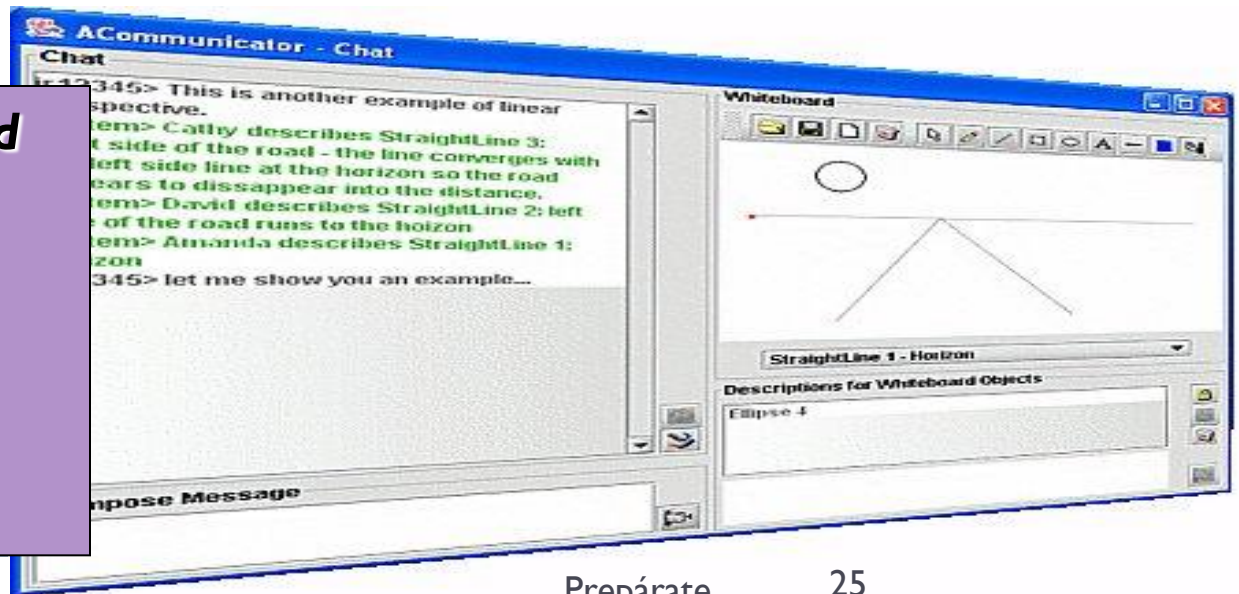 d
ACommunicator - Chat
Chat
jr12345> This is another example of linear
spective.
tem> Cathy describes StraightLine 3:
t side of the road - the line converges with
left side line at the horizon so the road
ears to dissappear into the distance.
tem> David describes StraightLine 2: left
of the road runs to the hoizon
tem> Amanda describes StraightLine 1:
izon
345> let me show you an example...
mpose Message
Whiteboard
A
StraightLine 1 - Horizon
Descriptions for Whiteboard Objects
Ellipse 4
Prepárate
25